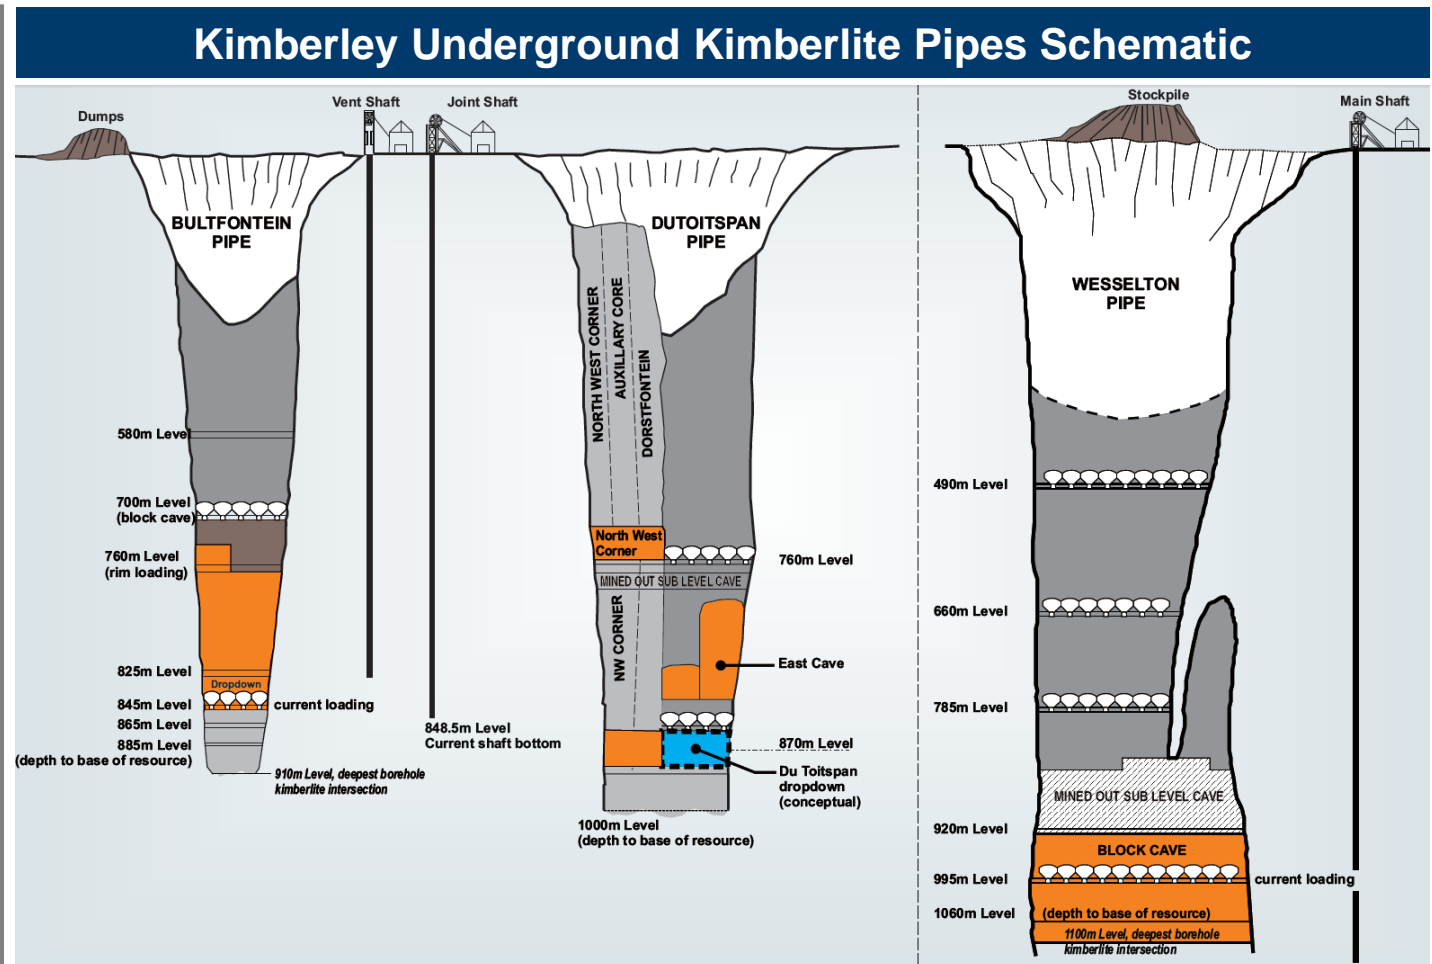 Kimberley Underground Kimberlite Pipes Schematic
Dumps
Vent Shaft
Joint Shaft
BULTFONTEIN
PIPE
580m Level
700m Level
(block cave)
760m Level
(rim loading)
825m Level
Dropdown
845m Level
current loading
865m Level
885m Level
(depth to base of resource)
910m Level, deepest borehole
kimberlite intersection
848.5m Level
Current shaft bottom
DUTOITSPAN
PIPE
NORTH WEST CORNER
AUXILLARY CORE
DORSTFONTEIN
North West
Corner
760m Level
MINED OUT SUB LEVEL CAVE
NW CORNER
East Cave
870m Level
Du Toitspan
dropdown
(conceptual)
1000m Level
(depth to base of resource)
Stockpile
Main Shaft
WESSELTON
PIPE
490m Level
660m Level
785m Level
MINED OUT SUB LEVEL CAVE
920m Level
BLOCK CAVE
995m Level
current loading
1060m Level (depth to base of resource)
1100m Level, deepest borehole
kimberlite intersection